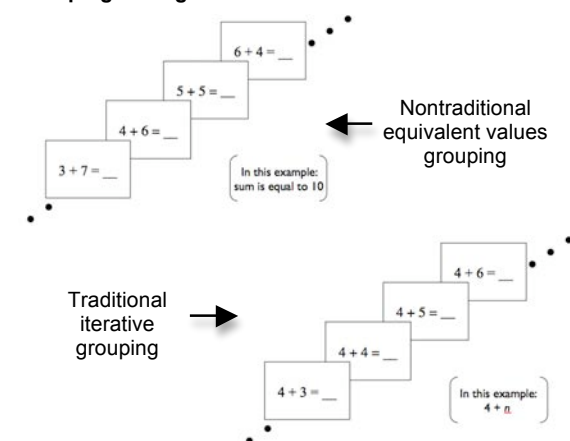 6 + 4 = __
5 + 5 = __
4 + 6 = __
3 + 7 = __
Nontraditional
equivalent values
grouping
In this example:
sum is equal to 10
Traditional
iterative
grouping
4 + 6 = __
4 + 5 = __
4 + 4 = __
4 + 3 = __
In this example:
4 + n